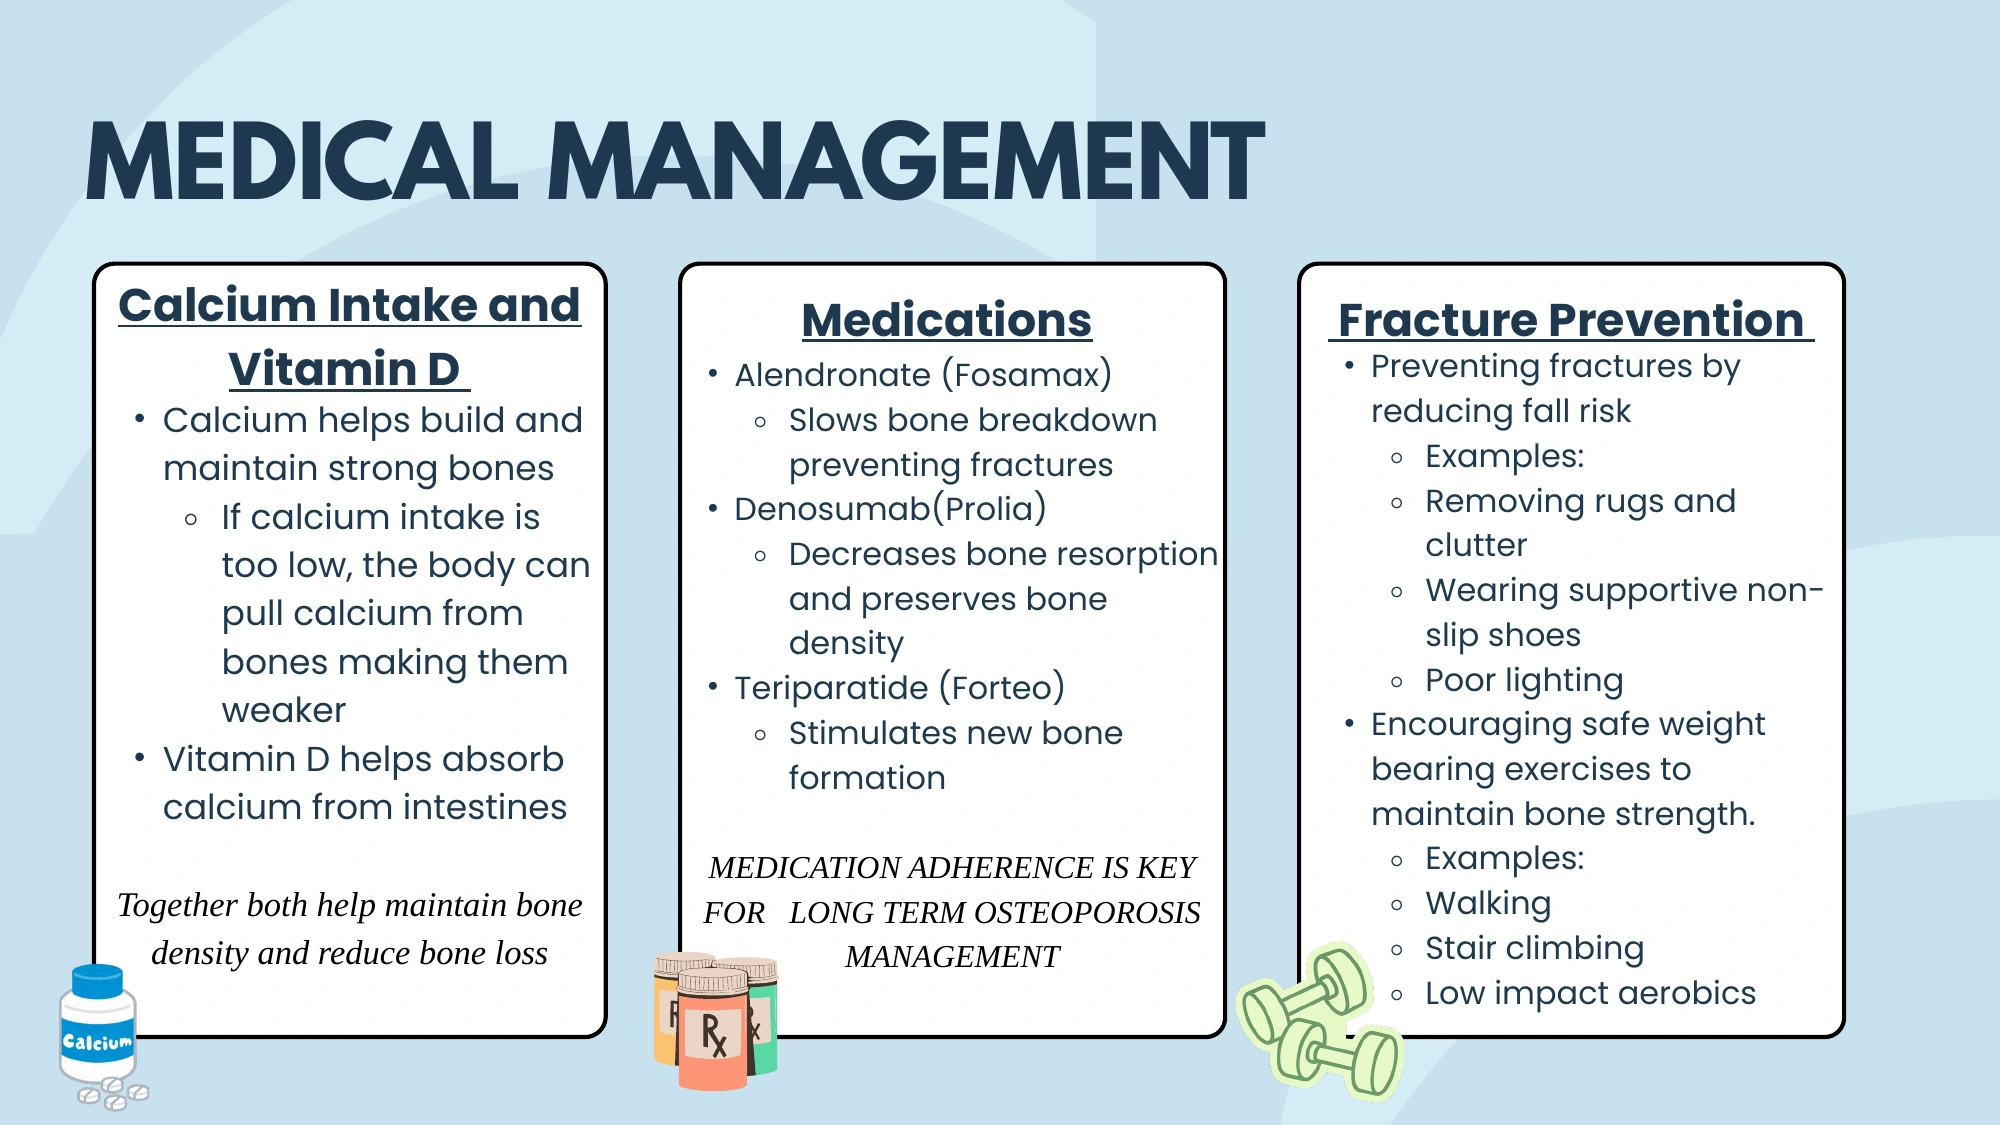 MEDICAL MANAGEMENT
Calcium Intake and
Vitamin D
• Calcium helps build and
maintain strong bones
◦ If calcium intake is
too low, the body can
pull calcium from
bones making them
weaker
• Vitamin D helps absorb
calcium from intestines
Together both help maintain bone
density and reduce bone loss
Calcium
Medications
• Alendronate (Fosamax)
◦ Slows bone breakdown
preventing fractures
• Denosumab(Prolia)
◦ Decreases bone resorption
and preserves bone
density
• Teriparatide (Forteo)
◦ Stimulates new bone
formation
MEDICATION ADHERENCE IS KEY
FOR   LONG TERM OSTEOPOROSIS
MANAGEMENT
Rx
Rx
Rx
Fracture Prevention
• Preventing fractures by
reducing fall risk
◦ Examples:
◦ Removing rugs and
clutter
◦ Wearing supportive non-
slip shoes
◦ Poor lighting
• Encouraging safe weight
bearing exercises to
maintain bone strength.
◦ Examples:
◦ Walking
◦ Stair climbing
◦ Low impact aerobics